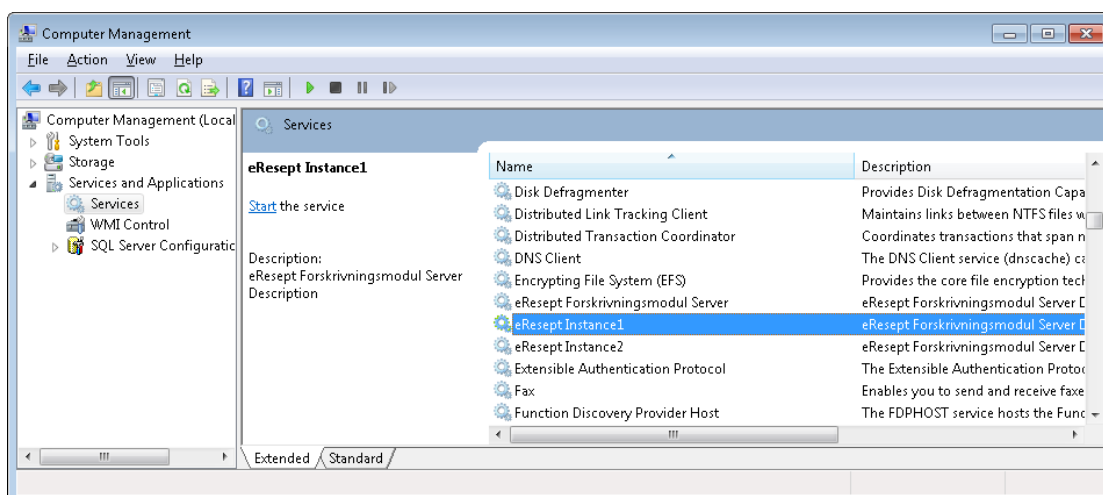 Computer Management
File Action View Help
Computer Management (Local
System Tools
Storage
Services and Applications
Services
WMI Control
SQL Server Configuratic
Services
eResept Instance1
Start the service
Description:
eResept Forskrivningsmodul Server
Description
Name Description
Disk Defragmenter Provides Disk Defragmentation Capa
Distributed Link Tracking Client Maintains links between NTFS files w
Distributed Transaction Coordinator Coordinates transactions that span n
DNS Client The DNS Client service (dnscache) ca
Encrypting File System (EFS) Provides the core file encryption tech
eResept Forskrivningsmodul Server eResept Forskrivningsmodul Server D
eResept Instance1 eResept Forskrivningsmodul Server D
eResept Instance2 eResept Forskrivningsmodul Server D
Extensible Authentication Protocol The Extensible Authentication Protoc
Fax Enables you to send and receive faxe
Function Discovery Provider Host The FDPHOST service hosts the Func
Extended Standard